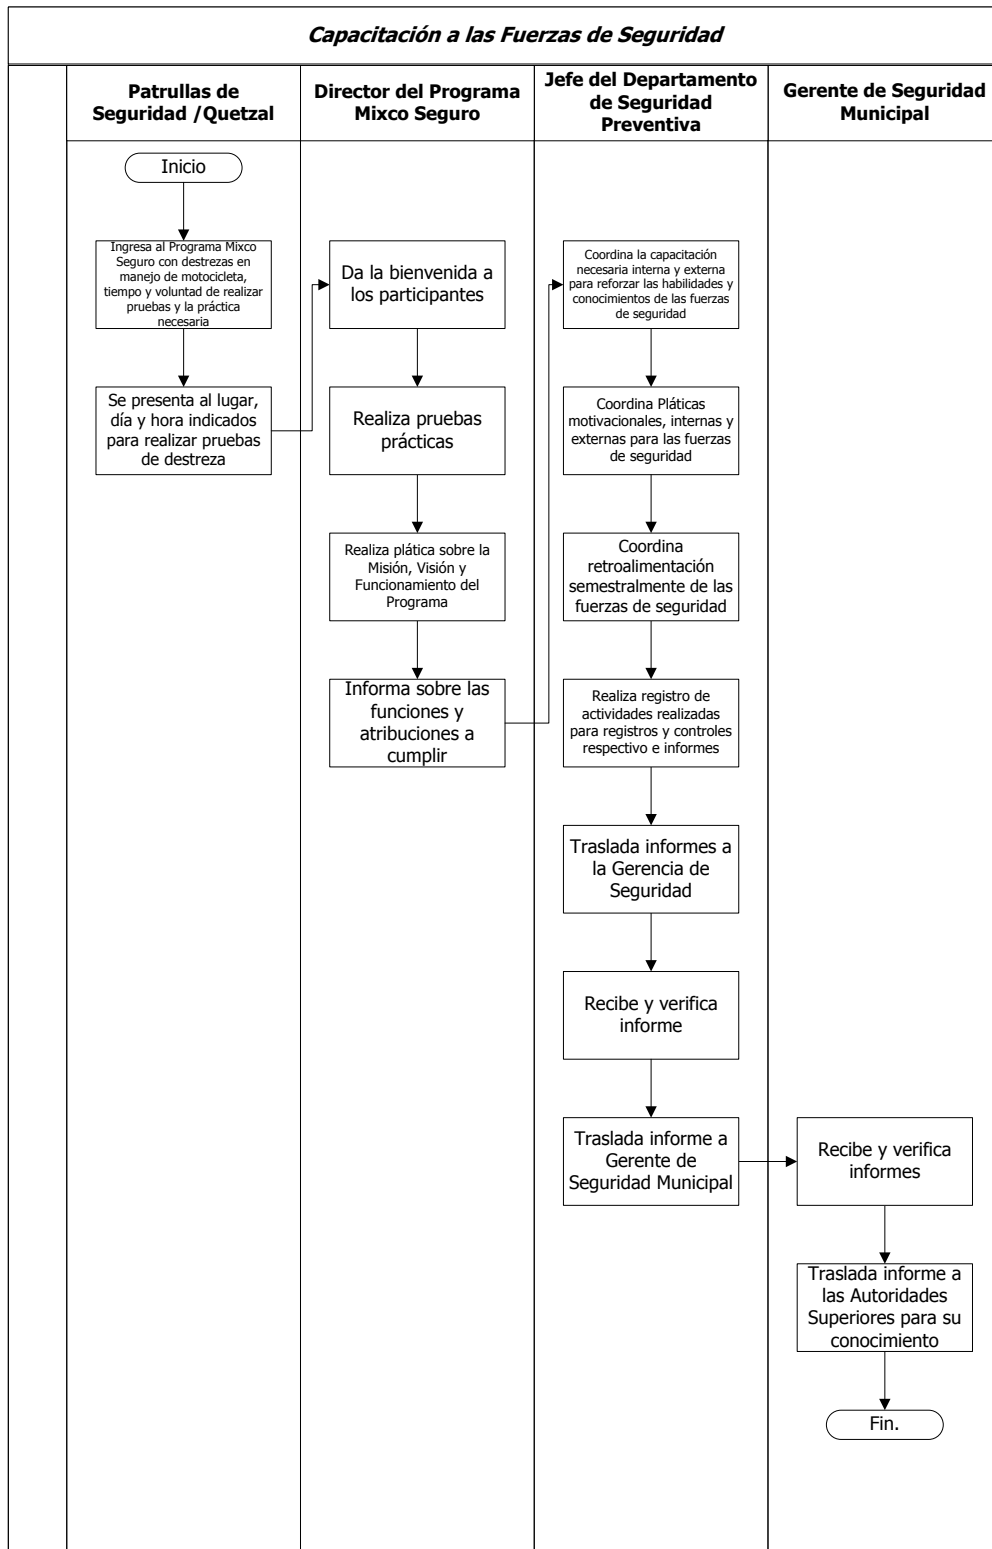 Capacitación a las Fuerzas de Seguridad
Patrullas de
Seguridad /Quetzal
Director del Programa
Mixco Seguro
Jefe del Departamento
de Seguridad
Preventiva
Gerente de Seguridad
Municipal
Inicio
Ingresa al Programa Mixco
Seguro con destrezas en
manejo de motocicleta,
tiempo y voluntad de realizar
pruebas y la práctica
necesaria
Se presenta al lugar,
día y hora indicados
para realizar pruebas
de destreza
Da la bienvenida a
los participantes
Realiza pruebas
prácticas
Realiza plática sobre la
Misión, Visión y
Funcionamiento del
Programa
Informa sobre las
funciones y
atribuciones a
cumplir
Coordina la capacitación
necesaria interna y externa
para reforzar las habilidades y
conocimientos de las fuerzas
de seguridad
Coordina Pláticas
motivacionales, internas y
externas para las fuerzas
de seguridad
Coordina
retroalimentación
semestralmente de las
fuerzas de seguridad
Realiza registro de
actividades realizadas
para registros y controles
respectivo e informes
Traslada informes a
la Gerencia de
Seguridad
Recibe y verifica
informe
Traslada informe a
Gerente de
Seguridad Municipal
Recibe y verifica
informes
Traslada informe a
las Autoridades
Superiores para su
conocimiento
Fin.